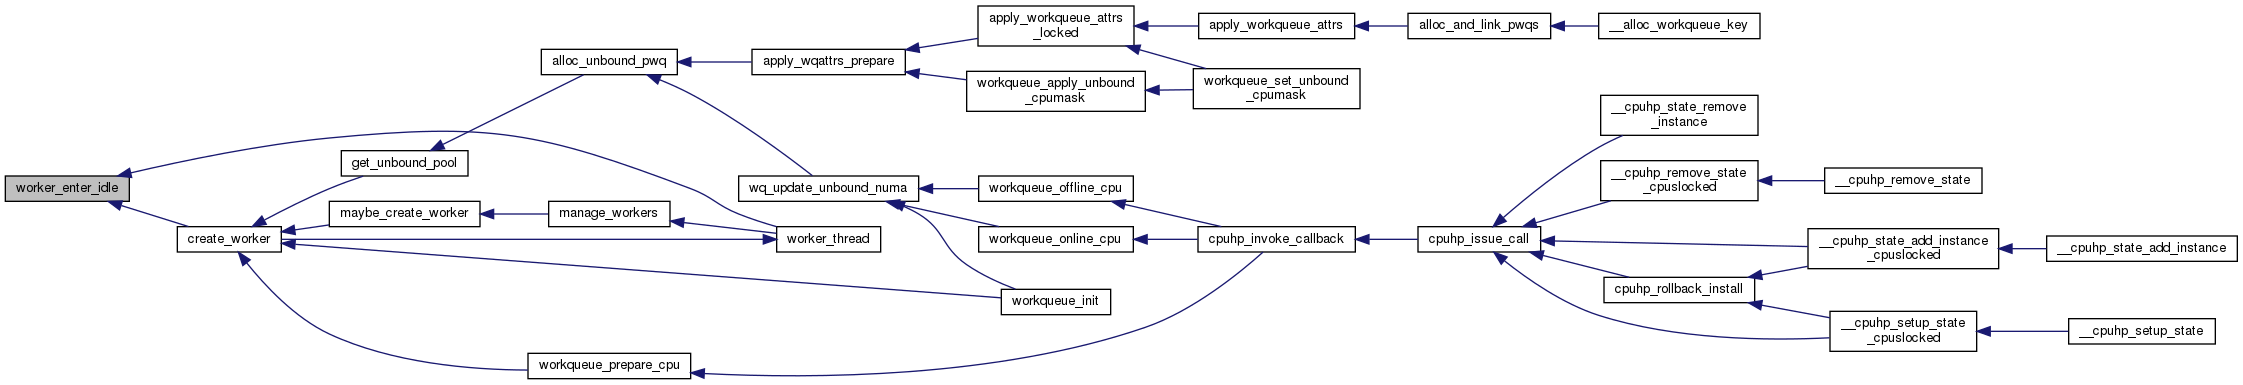 worker_enter_idle
create_worker
get_unbound_pool
maybe_create_worker
alloc_unbound_pwq
manage_workers
workqueue_prepare_cpu
apply_wqattrs_prepare
wq_update_unbound_numa
worker_thread
apply_workqueue_attrs
_locked
workqueue_apply_unbound
_cpumask
workqueue_offline_cpu
workqueue_online_cpu
workqueue_init
apply_workqueue_attrs
workqueue_set_unbound
_cpumask
cpuhp_invoke_callback
alloc_and_link_pwqs
cpuhp_issue_call
__alloc_workqueue_key
__cpuhp_state_remove
_instance
__cpuhp_remove_state
_cpuslocked
cpuhp_rollback_install
__cpuhp_remove_state
__cpuhp_state_add_instance
_cpuslocked
__cpuhp_setup_state
_cpuslocked
__cpuhp_state_add_instance
__cpuhp_setup_state